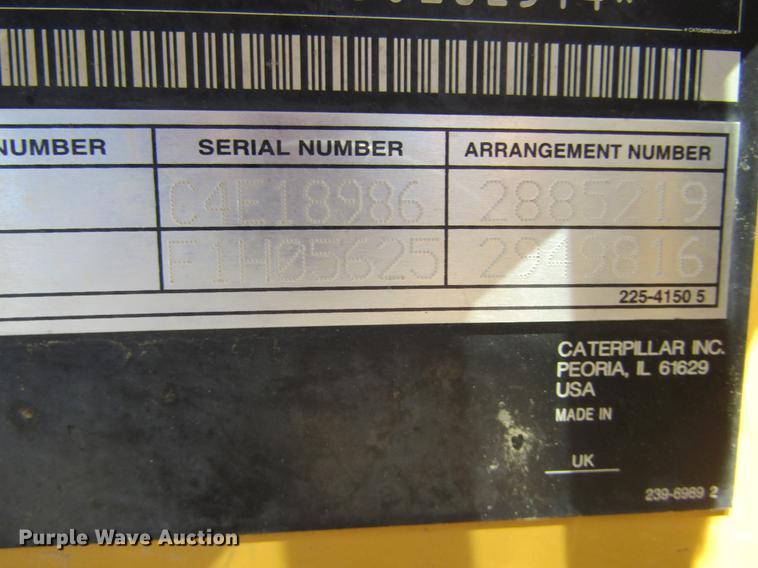 NUMBER SERIAL NUMBER ARRANGEMENT NUMBER
C4E18986 2885219
F1H05625 2949816
225-4150 5
CATERPILLAR INC.
PEORIA, IL 61629
USA
MADE IN
UK
239-6989 2
Purple Wave Auction